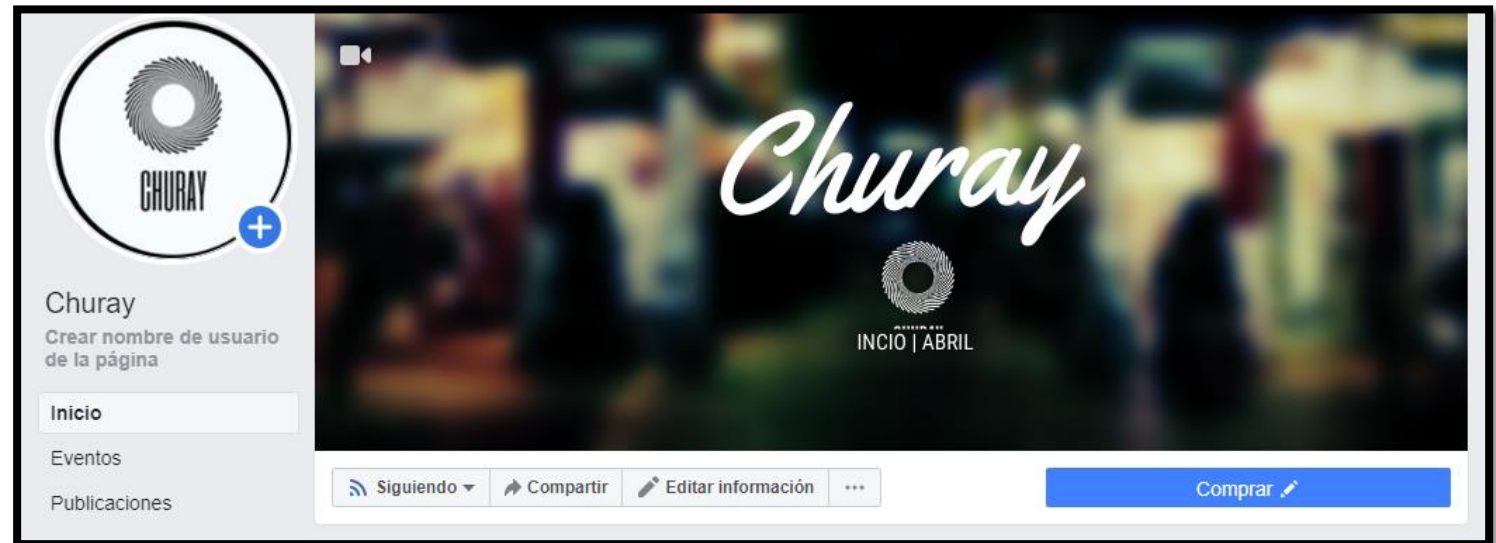 CHURAY
Churay
Crear nombre de usuario
de la página
Inicio
Eventos
Publicaciones
Churay
INCIO | ABRIL
Siguiendo
Compartir
Editar información
Comprar